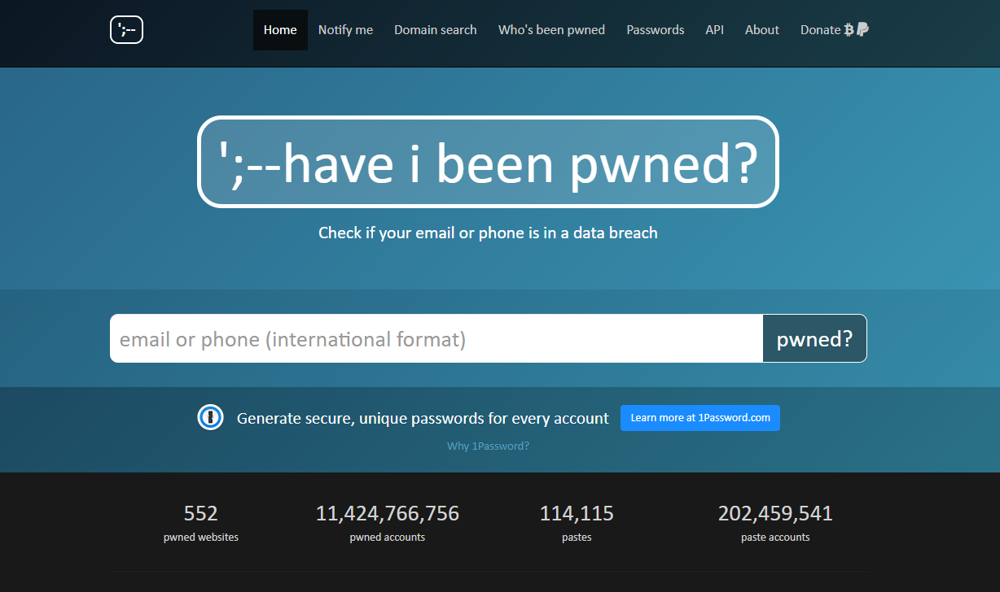 ';--
Home Notify me Domain search Who's been pwned Passwords API About Donate
';--have i been pwned?
Check if your email or phone is in a data breach
email or phone (international format) pwned?
Generate secure, unique passwords for every account Learn more at 1Password.com
Why 1Password?
552 11,424,766,756 114,115 202,459,541
pwned websites pwned accounts pastes paste accounts